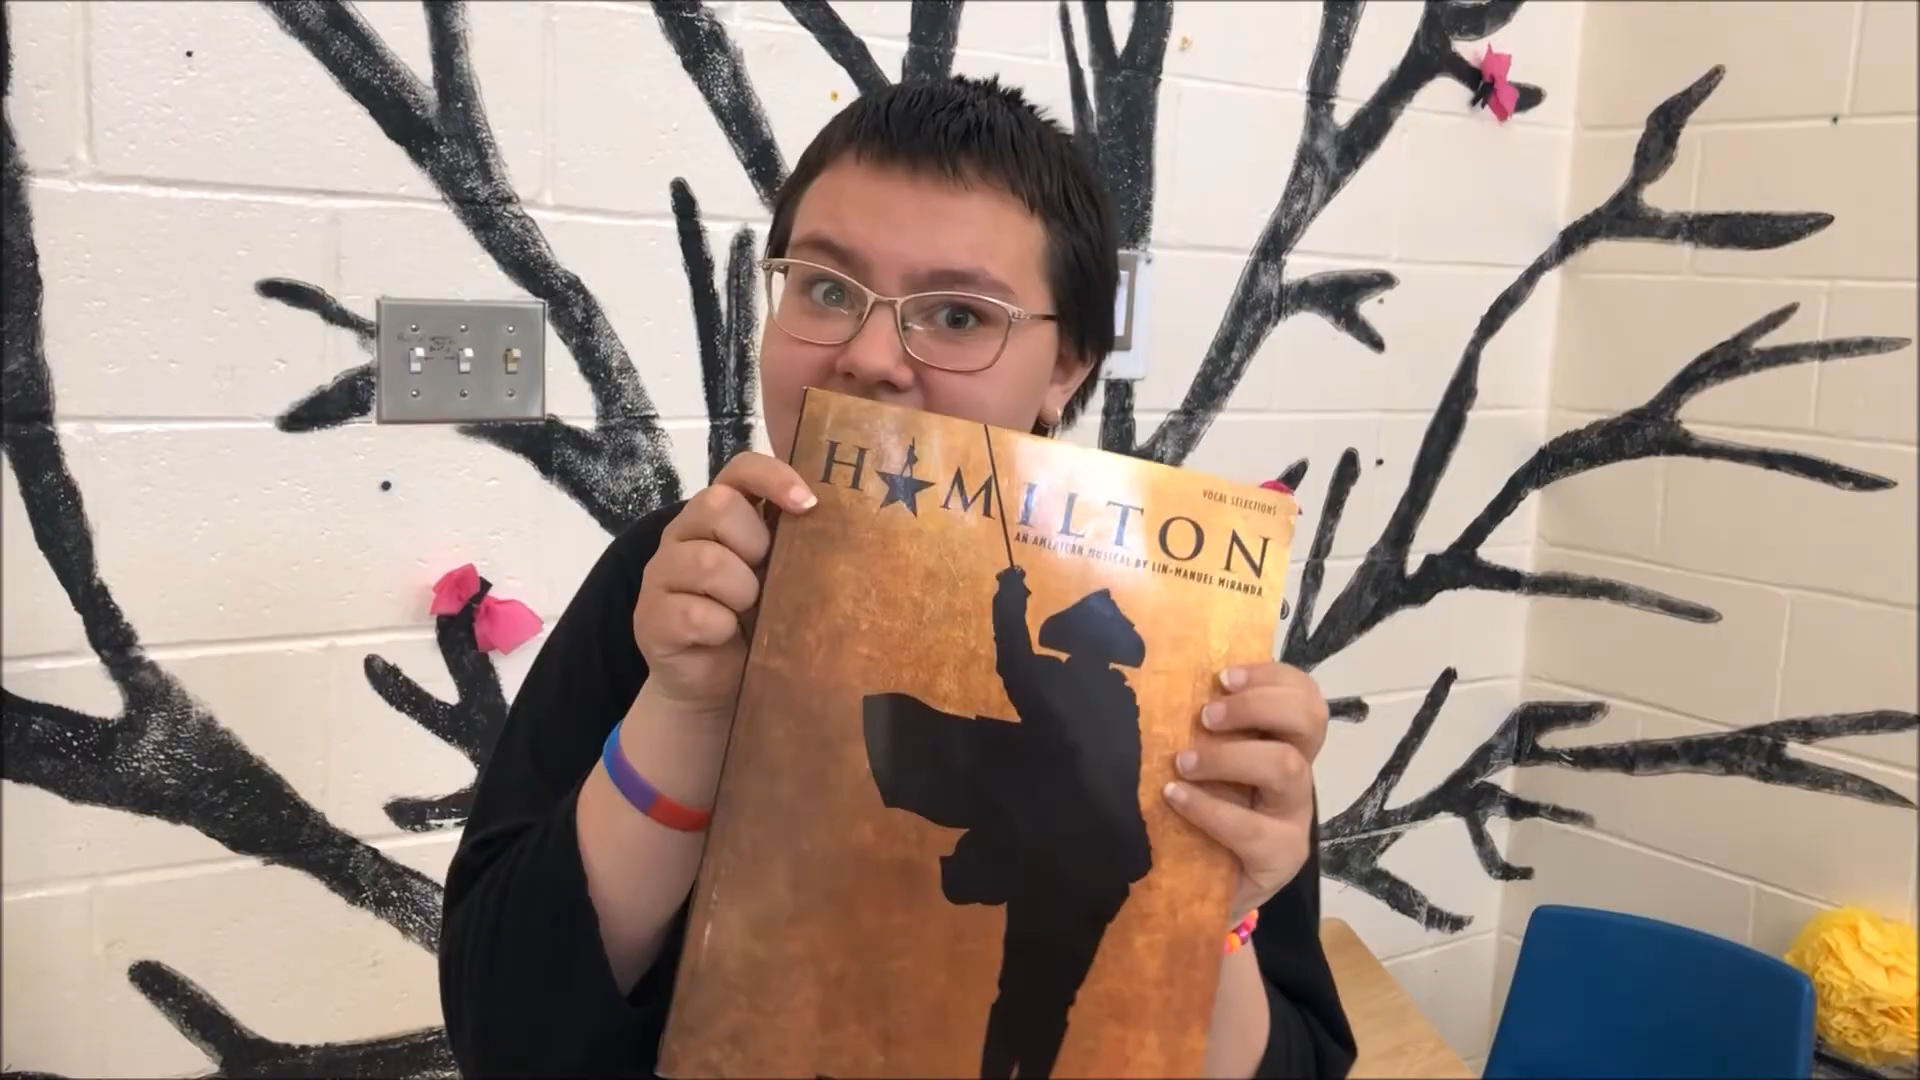 HAMILTON
VOCAL SELECTIONS
AN AMERICAN MUSICAL BY LIN-MANUEL MIRANDA